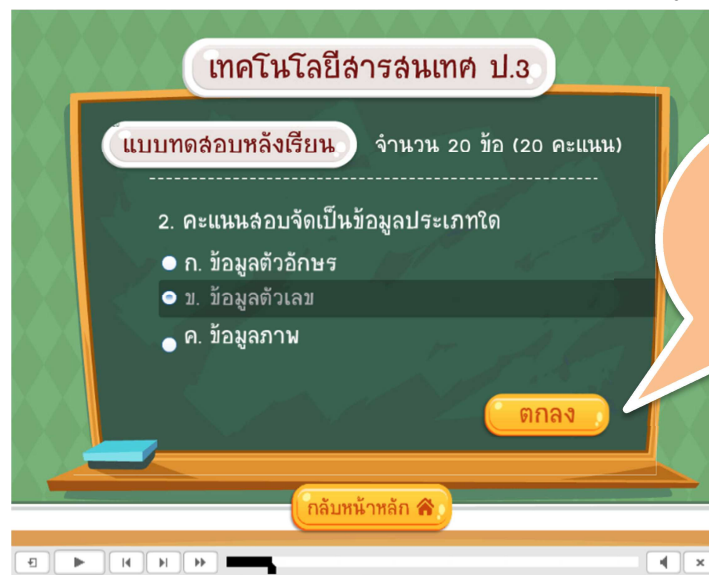 เทคโนโลยีสารสนเทศ ป.3
แบบทดสอบหลังเรียน จำนวน 20 ข้อ (20 คะแนน)
2. คะแนนสอบจัดเป็นข้อมูลประเภทใด
ก. ข้อมูลตัวอักษร
ข. ข้อมูลตัวเลข
ค. ข้อมูลภาพ
ตกลง
กลับหน้าหลัก